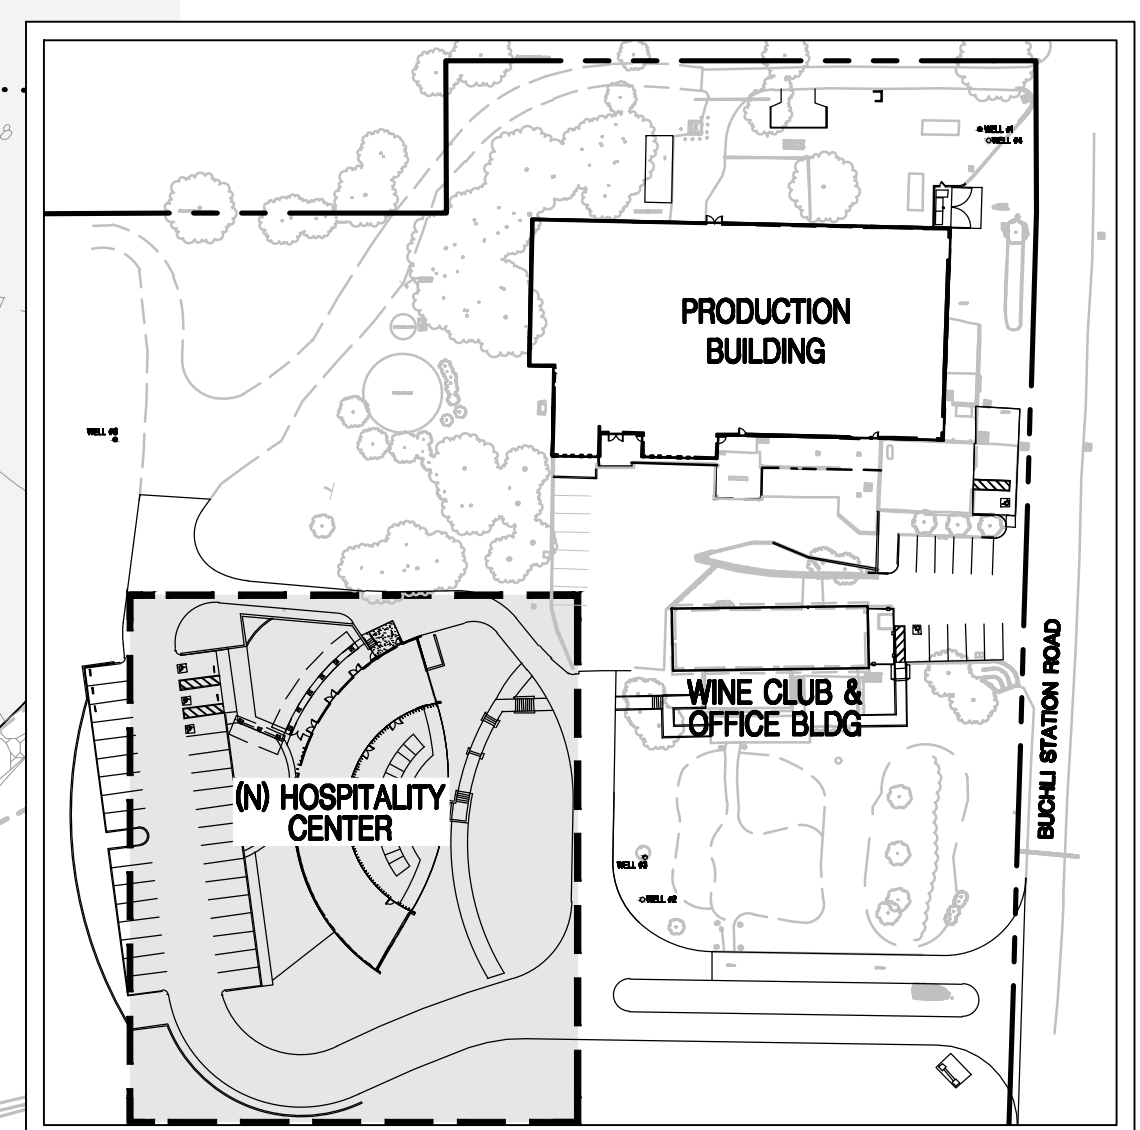 8
WELL #1
WELL #4
PRODUCTION
BUILDING
WINE CLUB &
OFFICE BLDG
BUCHLI STATION ROAD
(N) HOSPITALITY
CENTER
WELL #3
WELL #2